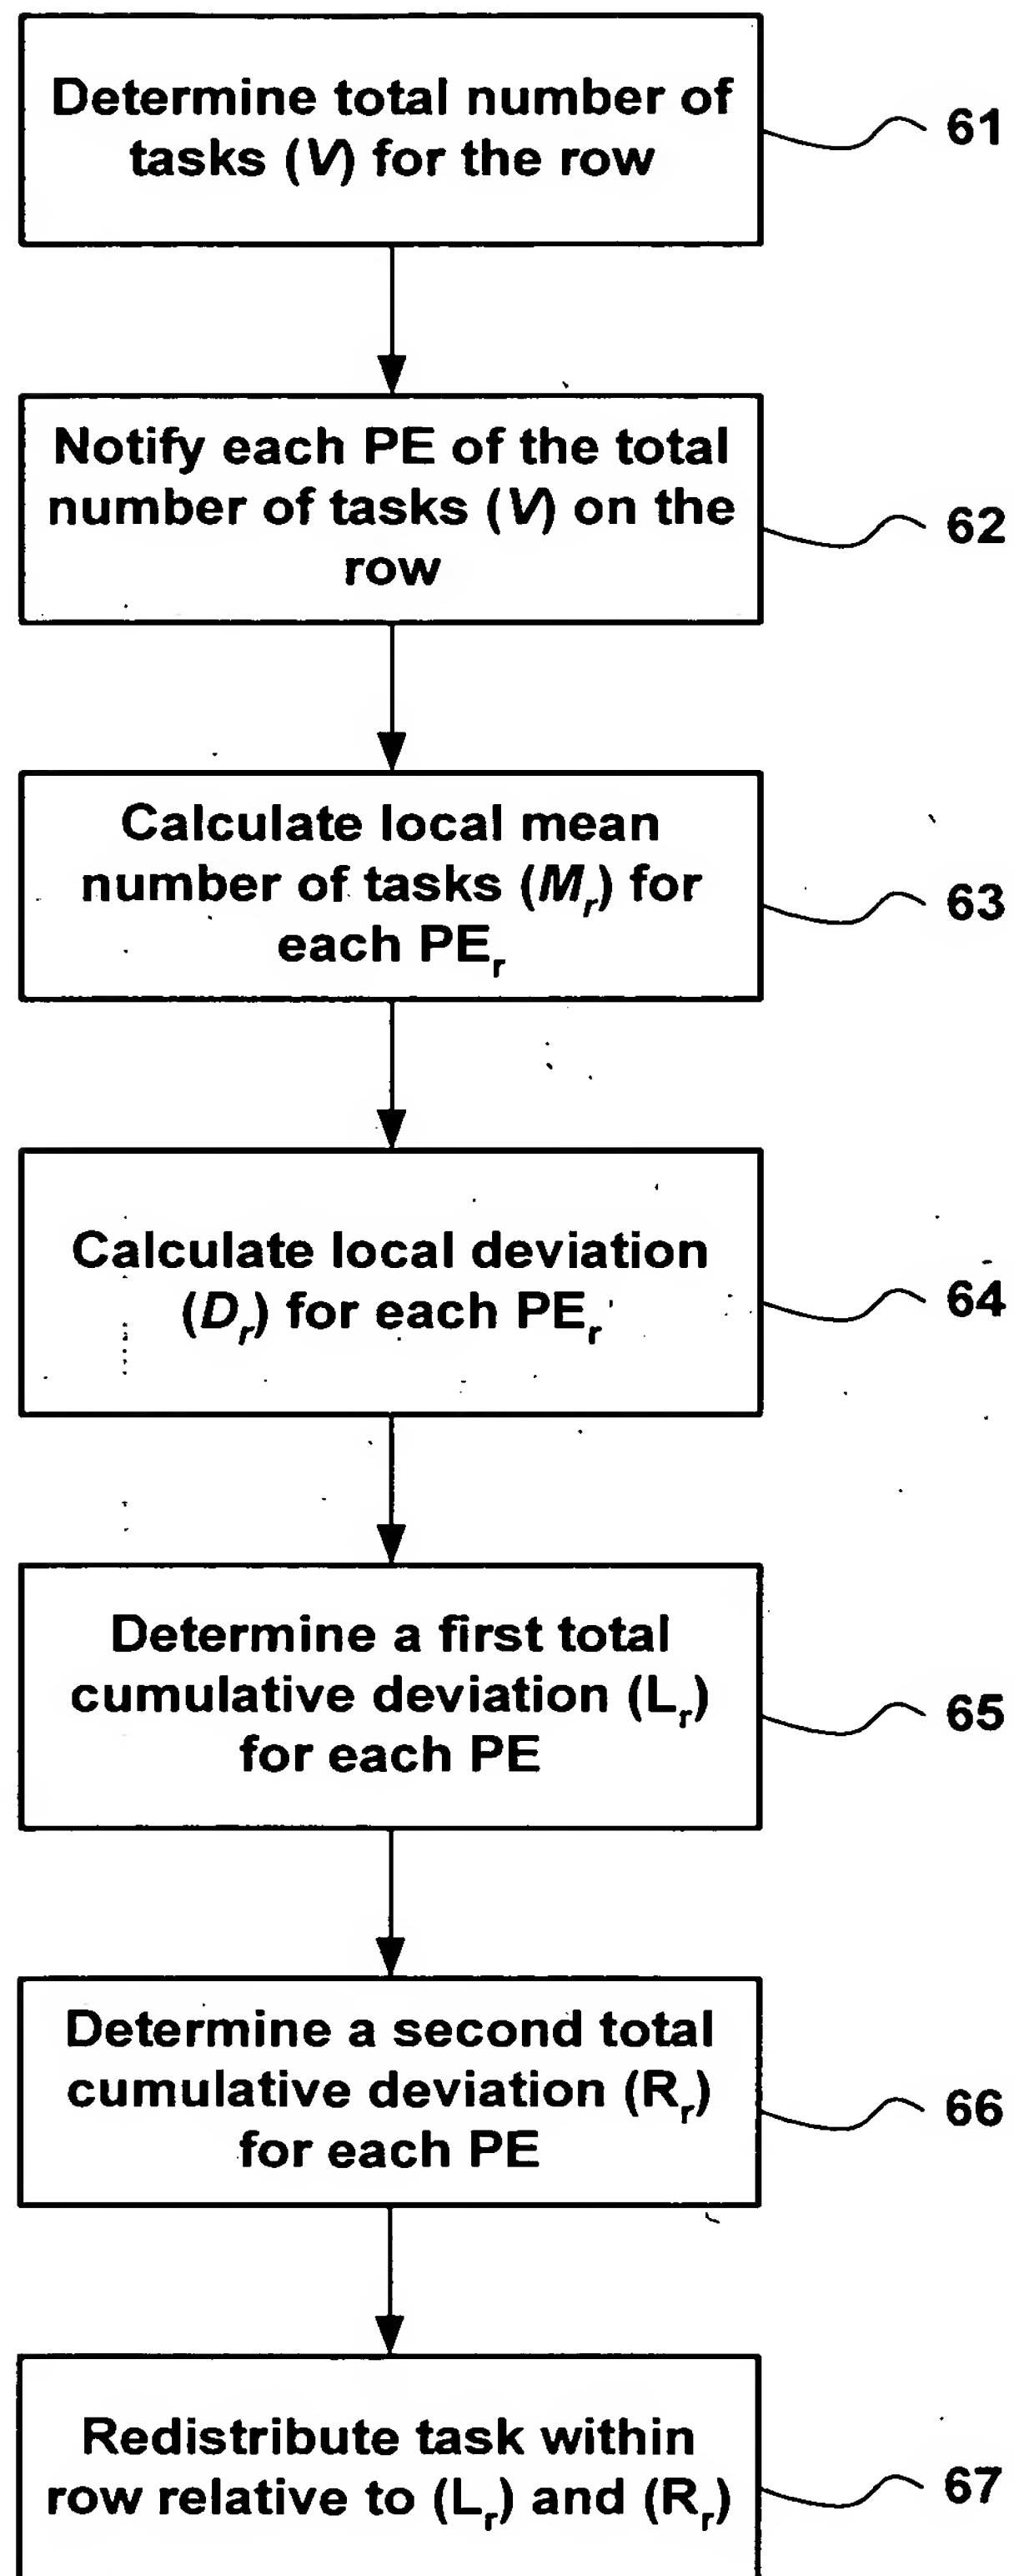 Determine total number of
tasks (V) for the row
61
Notify each PE of the total
number of tasks (V) on the
row
62
Calculate local mean
number of tasks (Mr) for
each PEr
63
Calculate local deviation
(Dr) for each PEr
64
Determine a first total
cumulative deviation (Lr)
for each PE
65
Determine a second total
cumulative deviation (Rr)
for each PE
66
Redistribute task within
row relative to (Lr) and (Rr)
67